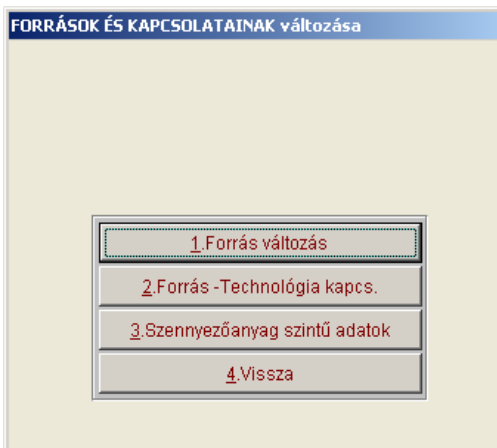 FORRÁSOK ÉS KAPCSOLATAINAK változása
1.Forrás változás
2.Forrás -Technológia kapcs.
3.Szennyezőanyag szintű adatok
4.Vissza